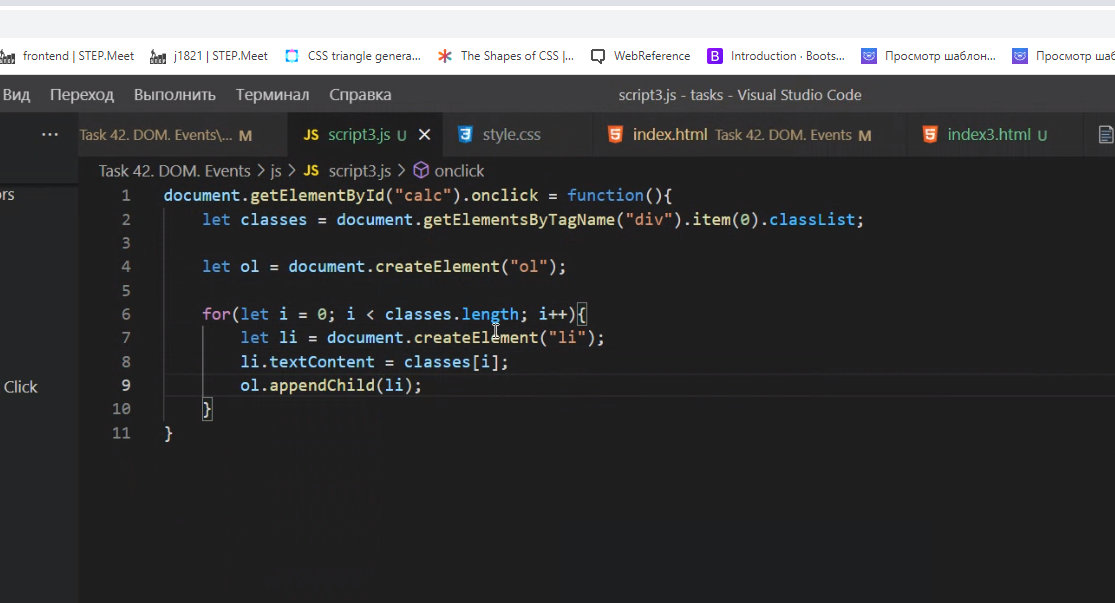 frontend | STEP.Meet j1821 | STEP.Meet CSS triangle genera... The Shapes of CSS |... WebReference B Introduction · Boots... Просмотр шаблон... Просмотр
Вид Переход Выполнить Терминал Справка script3.js - tasks - Visual Studio Code
... Task 42. DOM. Events\... M JS script3.js U style.css index.html Task 42. DOM. Events M index3.html U
Task 42. DOM. Events > js > JS script3.js > onclick
1 document.getElementById("calc").onclick = function(){
2 let classes = document.getElementsByTagName("div").item(0).classList;
3
4 let ol = document.createElement("ol");
5
6 for(let i = 0; i < classes.length; i++){
7 let li = document.createElement("li");
8 li.textContent = classes[i];
9 ol.appendChild(li);
10 }
11 }
Click